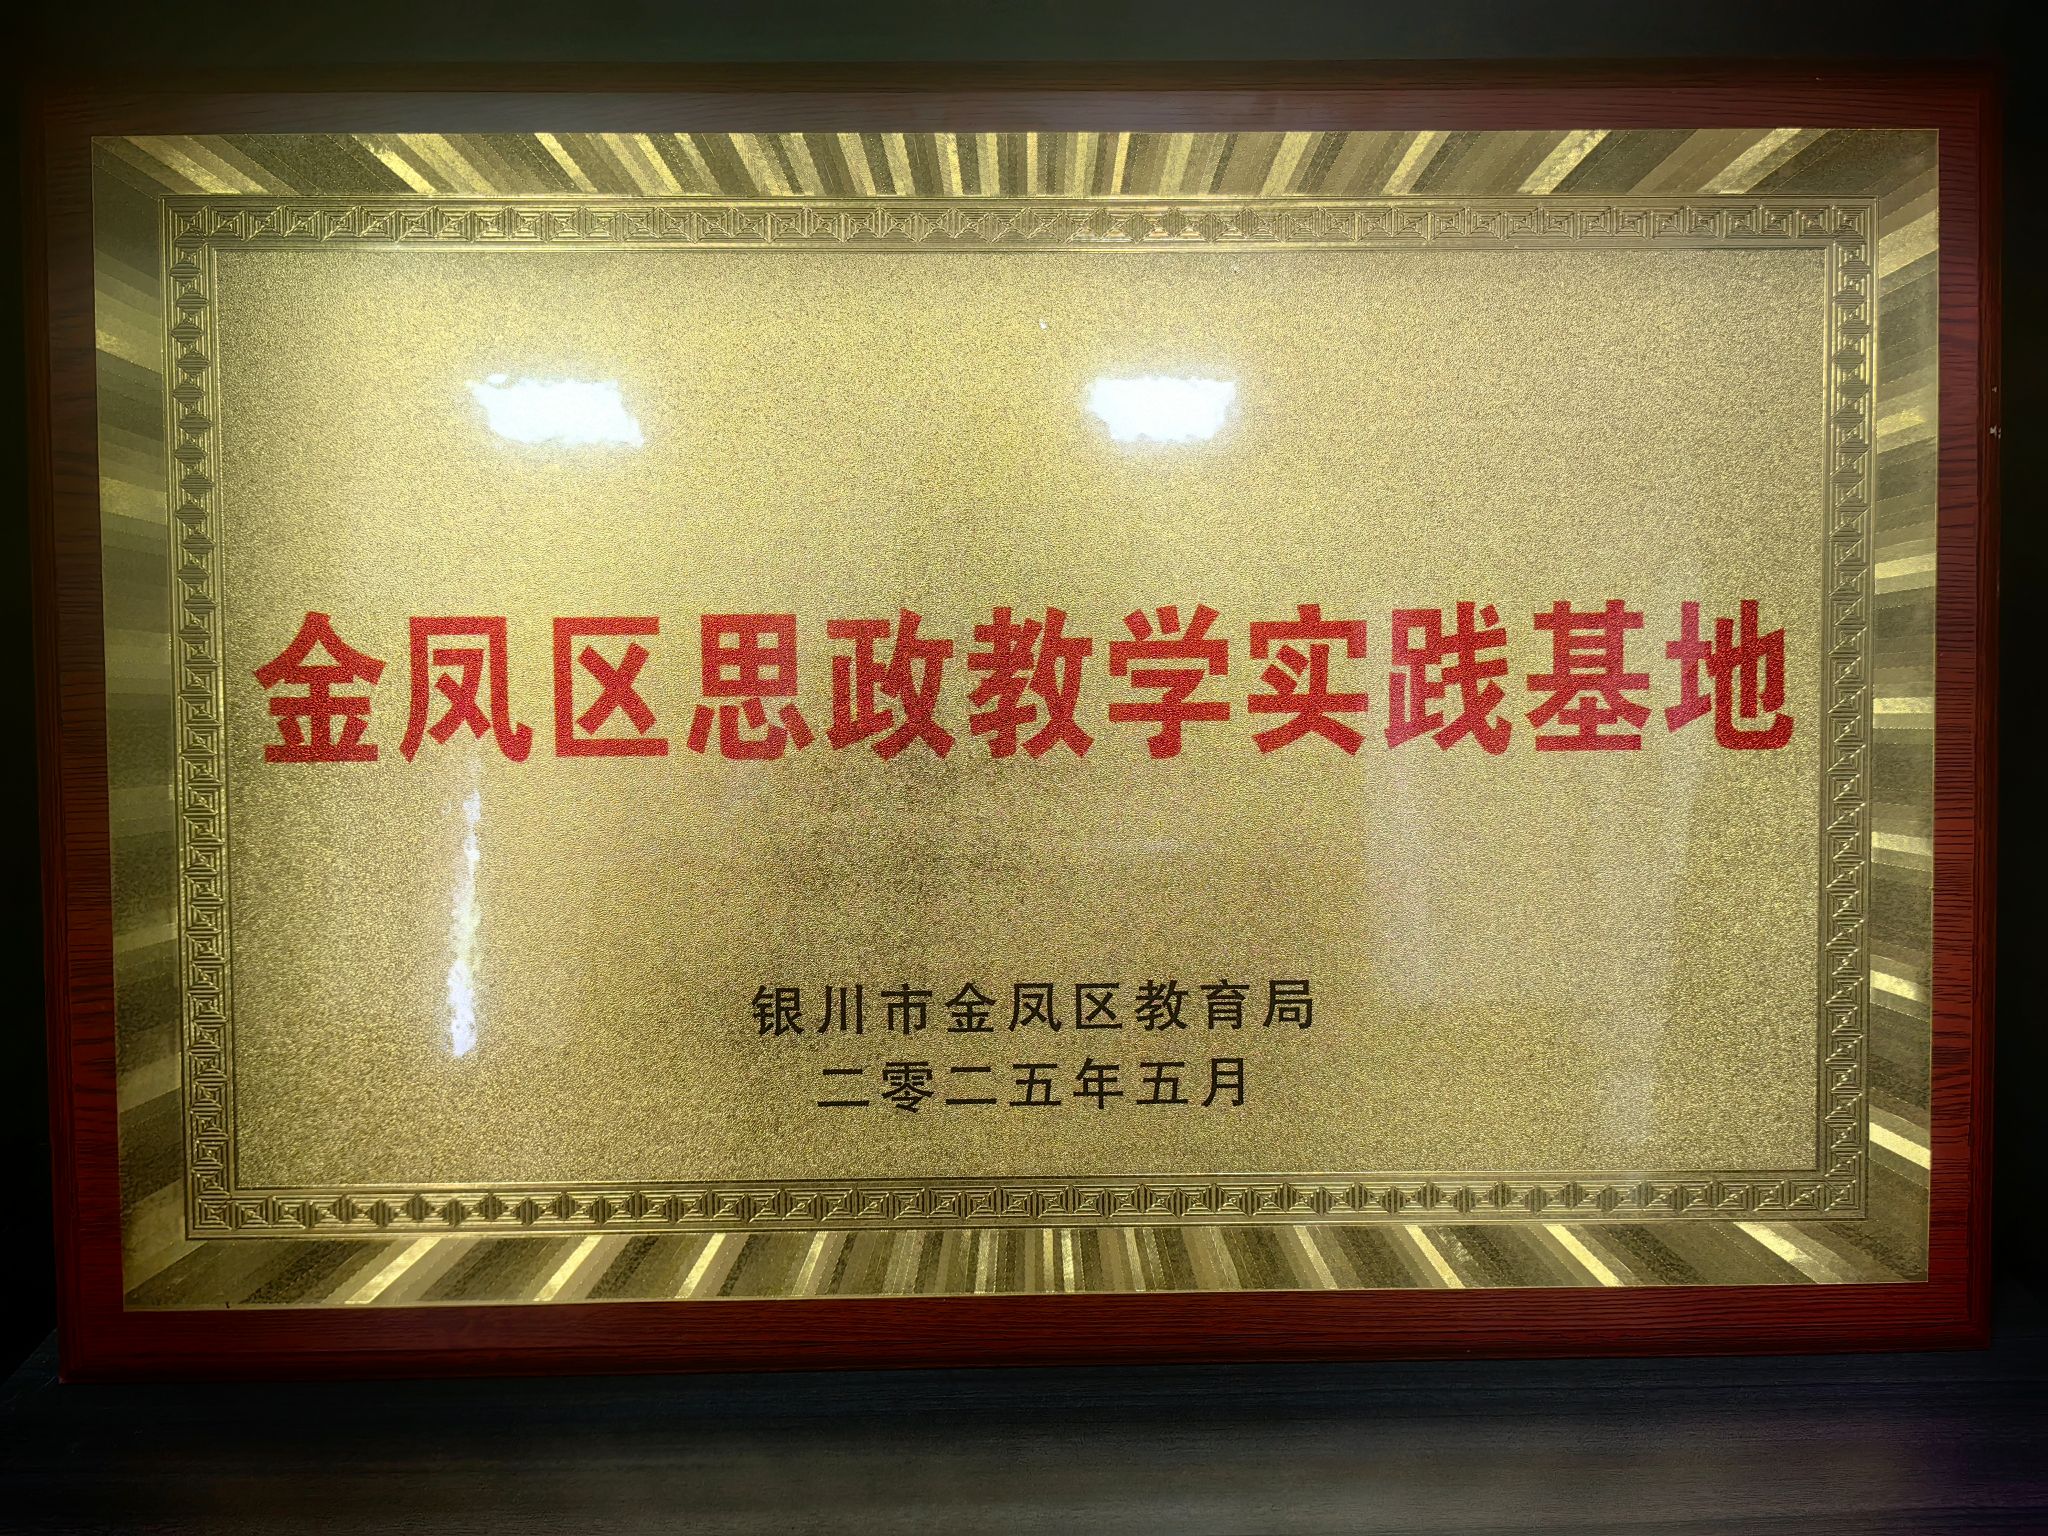 金凤区思政教学实践基地
银川市金凤区教育局
二零二五年五月